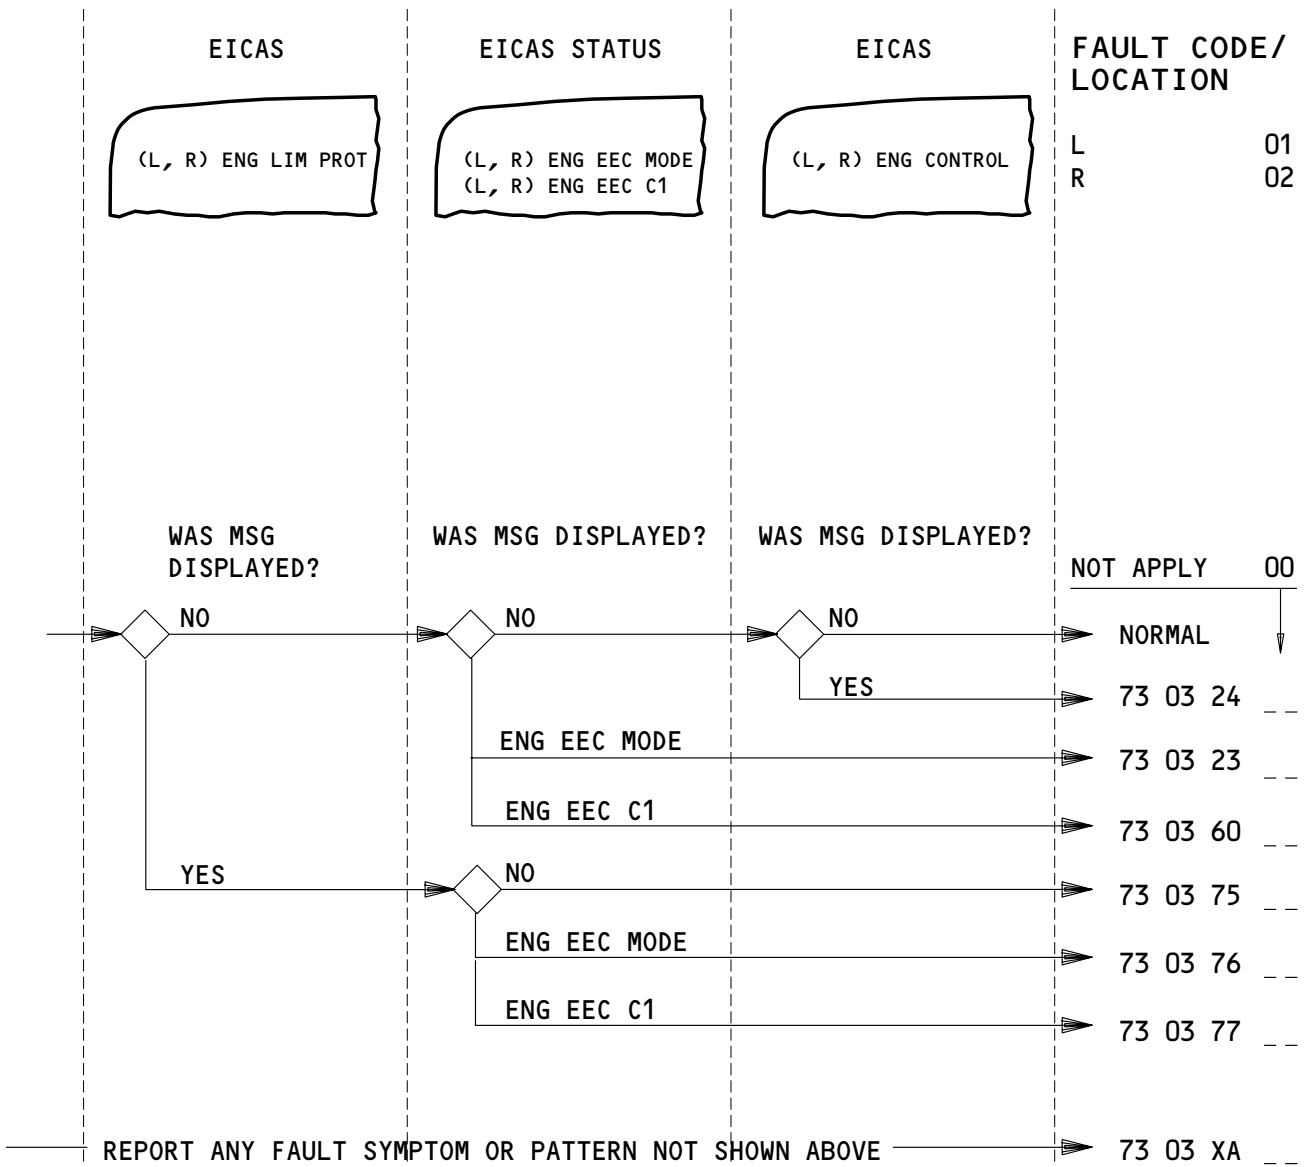 EICAS
EICAS STATUS
EICAS
FAULT CODE/
LOCATION
(L, R) ENG LIM PROT
(L, R) ENG EEC MODE
(L, R) ENG EEC C1
(L, R) ENG CONTROL
L 01
R 02
WAS MSG
DISPLAYED?
WAS MSG DISPLAYED?
WAS MSG DISPLAYED?
NOT APPLY 00
NO
NO
NO
NORMAL
YES
73 03 24 _ _
ENG EEC MODE
73 03 23 _ _
ENG EEC C1
73 03 60 _ _
YES
NO
73 03 75 _ _
ENG EEC MODE
73 03 76 _ _
ENG EEC C1
73 03 77 _ _
REPORT ANY FAULT SYMPTOM OR PATTERN NOT SHOWN ABOVE
73 03 XA _ _